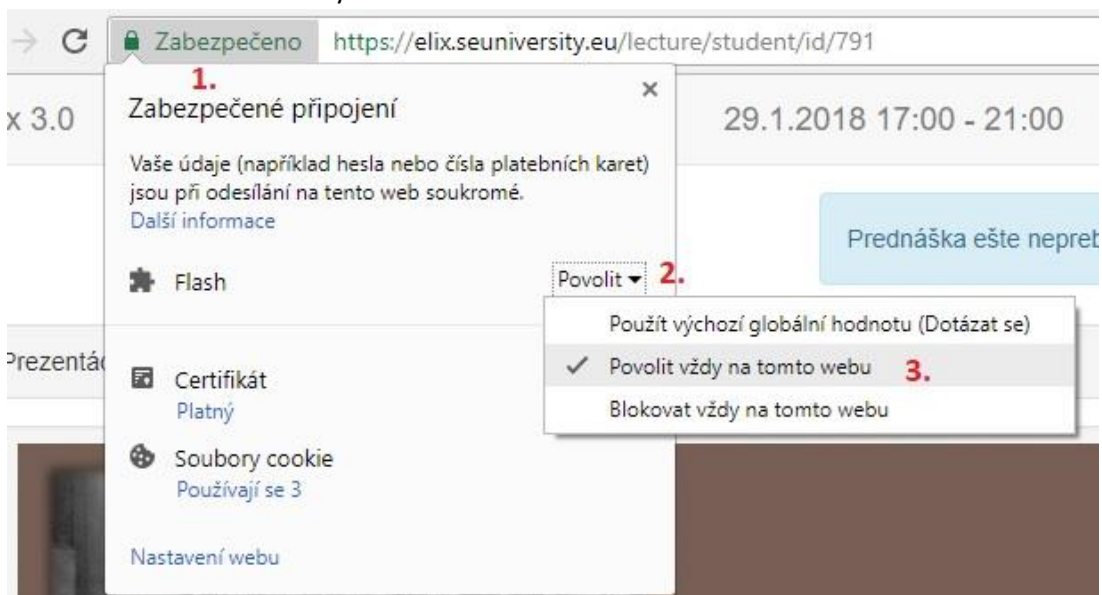 Zabezpečeno https://elix.seuniversity.eu/lecture/student/id/791
1.
x 3.0
Zabezpečené připojení
×
29.1.2018 17:00 - 21:00
Vaše údaje (například hesla nebo čísla platebních karet)
jsou při odesílání na tento web soukromé.
Další informace
Prednáška ešte nepreb
Flash
Povolit
2.
Použít výchozí globální hodnotu (Dotázat se)
Povolit vždy na tomto webu
3.
Blokovat vždy na tomto webu
Prezentác
Certifikát
Platný
Soubory cookie
Používají se 3
Nastavení webu